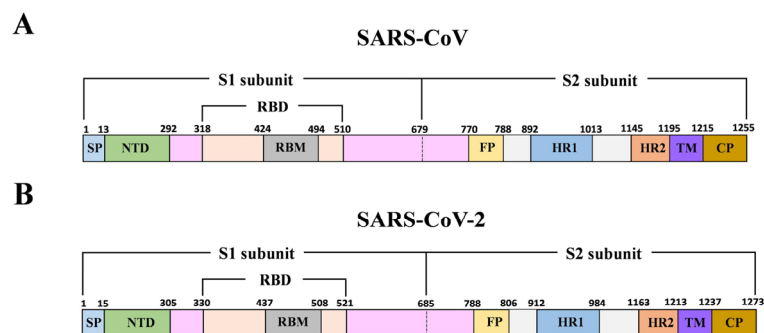 A
SARS-CoV
S1 subunit S2 subunit
RBD
1 13 292 318 424 494 510 679 770 788 892 1013 1145 1195 1215 1255
SP NTD RBM FP HR1 HR2 TM CP
B
SARS-CoV-2
S1 subunit S2 subunit
RBD
1 15 305 330 437 508 521 685 788 806 912 984 1163 1213 1237 1273
SP NTD RBM FP HR1 HR2 TM CP